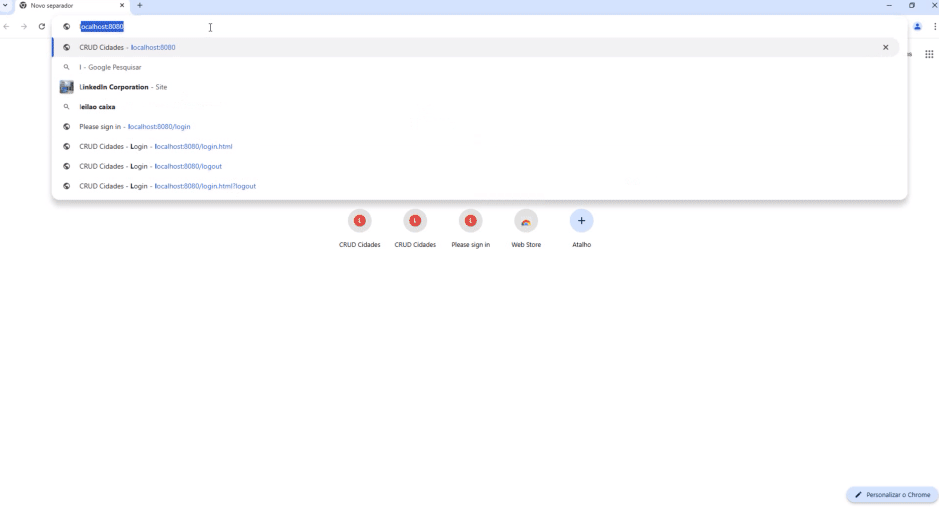 Novo separador
localhost:8080
CRUD Cidades - localhost:8080
l - Google Pesquisar
LinkedIn Corporation - Site
leilao caixa
Please sign in - localhost:8080/login
CRUD Cidades - Login - localhost:8080/login.html
CRUD Cidades - Login - localhost:8080/logout
CRUD Cidades - Login - localhost:8080/login.html?logout
CRUD Cidades CRUD Cidades Please sign in Web Store Atalho
Personalizar o Chrome